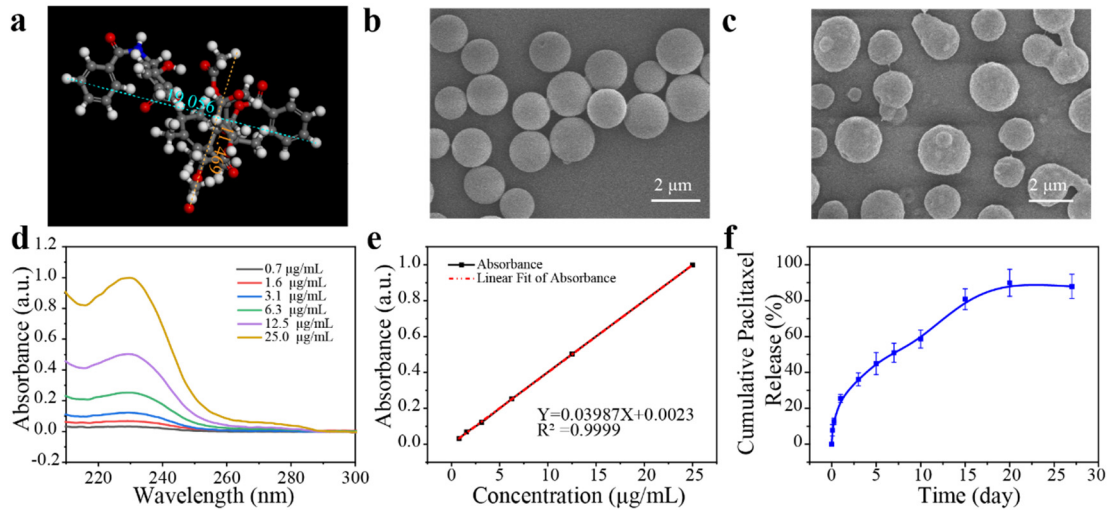 a
19.056
b
2 μm
c
2 μm
d
Absorbance (a.u.)
1.2
1.0
0.8
0.6
0.4
0.2
0.0
-0.2
0.7 μg/mL
1.6 μg/mL
3.1 μg/mL
6.3 μg/mL
12.5 μg/mL
25.0 μg/mL
220 240 260 280 300
Wavelength (nm)
e
Absorbance (a.u.)
1.0
0.8
0.6
0.4
0.2
0.0
Absorbance
Linear Fit of Absorbance
Y=0.03987X+0.0023
R² =0.9999
0 5 10 15 20 25
Concentration (μg/mL)
f
Cumulative Paclitaxel
Release (%)
100
80
60
40
20
0
0 5 10 15 20 25 30
Time (day)